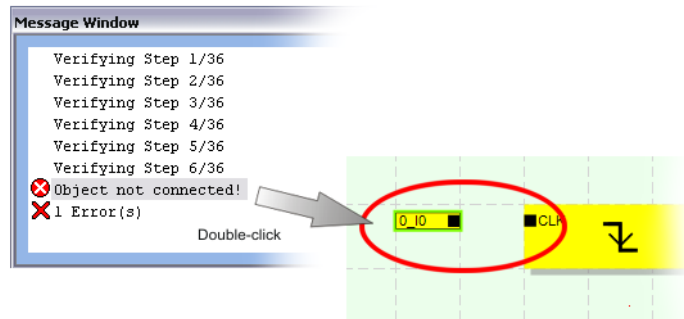 Message Window
Verifying Step 1/36
Verifying Step 2/36
Verifying Step 3/36
Verifying Step 4/36
Verifying Step 5/36
Verifying Step 6/36
Object not connected!
1 Error(s)
Double-click
0_I0
CLK